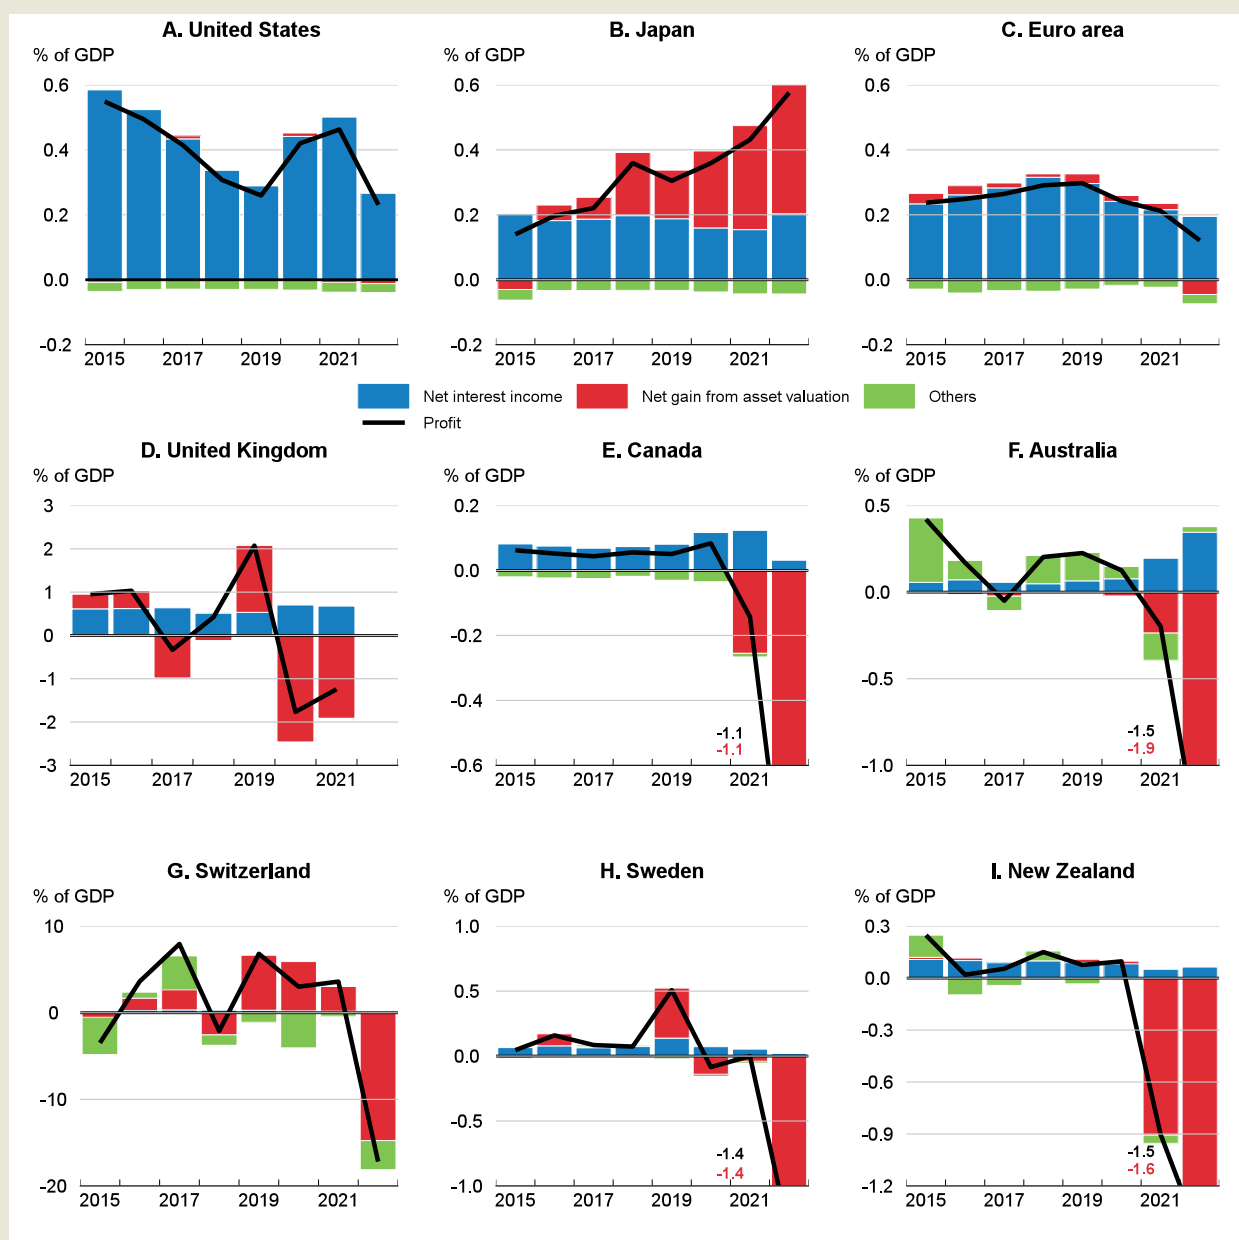 A. United States
% of GDP
0.6
0.4
0.2
0.0
-0.2
2015 2017 2019 2021
B. Japan
% of GDP
0.6
0.4
0.2
0.0
-0.2
2015 2017 2019 2021
C. Euro area
% of GDP
0.6
0.4
0.2
0.0
-0.2
2015 2017 2019 2021
Net interest income Net gain from asset valuation Others
Profit
D. United Kingdom
% of GDP
3
2
1
0
-1
-2
-3
2015 2017 2019 2021
E. Canada
% of GDP
0.2
0.0
-0.2
-0.4
-0.6
-1.1
-1.1
2015 2017 2019 2021
F. Australia
% of GDP
0.5
0.0
-0.5
-1.0
-1.5
-1.9
2015 2017 2019 2021
G. Switzerland
% of GDP
10
0
-10
-20
2015 2017 2019 2021
H. Sweden
% of GDP
1.0
0.5
0.0
-0.5
-1.0
-1.4
-1.4
2015 2017 2019 2021
I. New Zealand
% of GDP
0.3
0.0
-0.3
-0.6
-0.9
-1.2
-1.5
-1.6
2015 2017 2019 2021